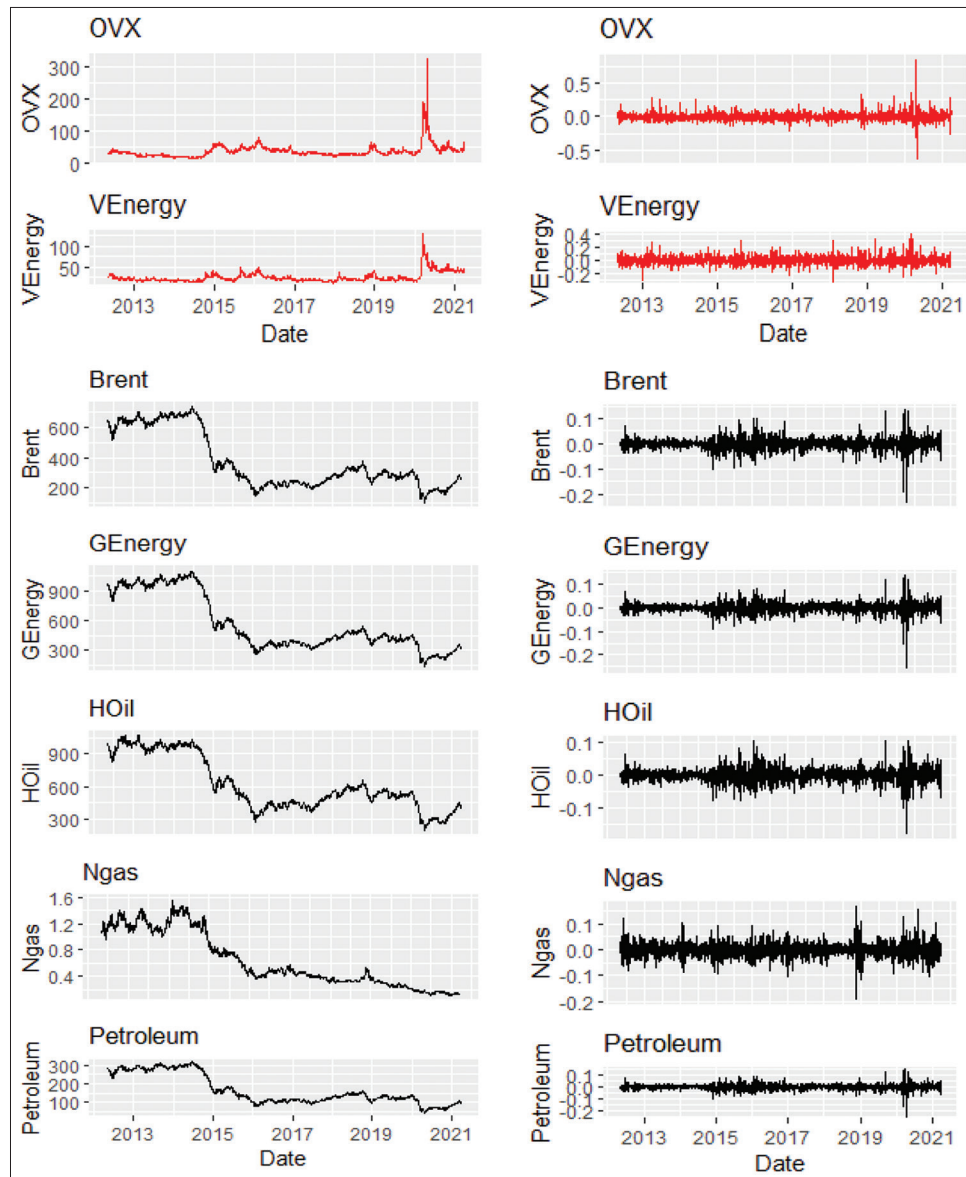 OVX
OVX
300
200
100
0
OVX
OVX
0.5
0.0
-0.5
VEnergy
VEnergy
100
50
2013 2015 2017 2019 2021
Date
VEnergy
VEnergy
0.4
0.2
0.0
-0.2
2013 2015 2017 2019 2021
Date
Brent
Brent
600
400
200
Brent
Brent
0.1
0.0
-0.1
-0.2
GEnergy
GEnergy
900
600
300
GEnergy
GEnergy
0.1
0.0
-0.1
-0.2
HOil
HOil
900
600
300
HOil
HOil
0.1
0.0
-0.1
Ngas
Ngas
1.6
1.2
0.8
0.4
Ngas
Ngas
0.1
0.0
-0.1
-0.2
Petroleum
Petroleum
300
200
100
2013 2015 2017 2019 2021
Date
Petroleum
Petroleum
0.1
0.0
-0.1
-0.2
2013 2015 2017 2019 2021
Date